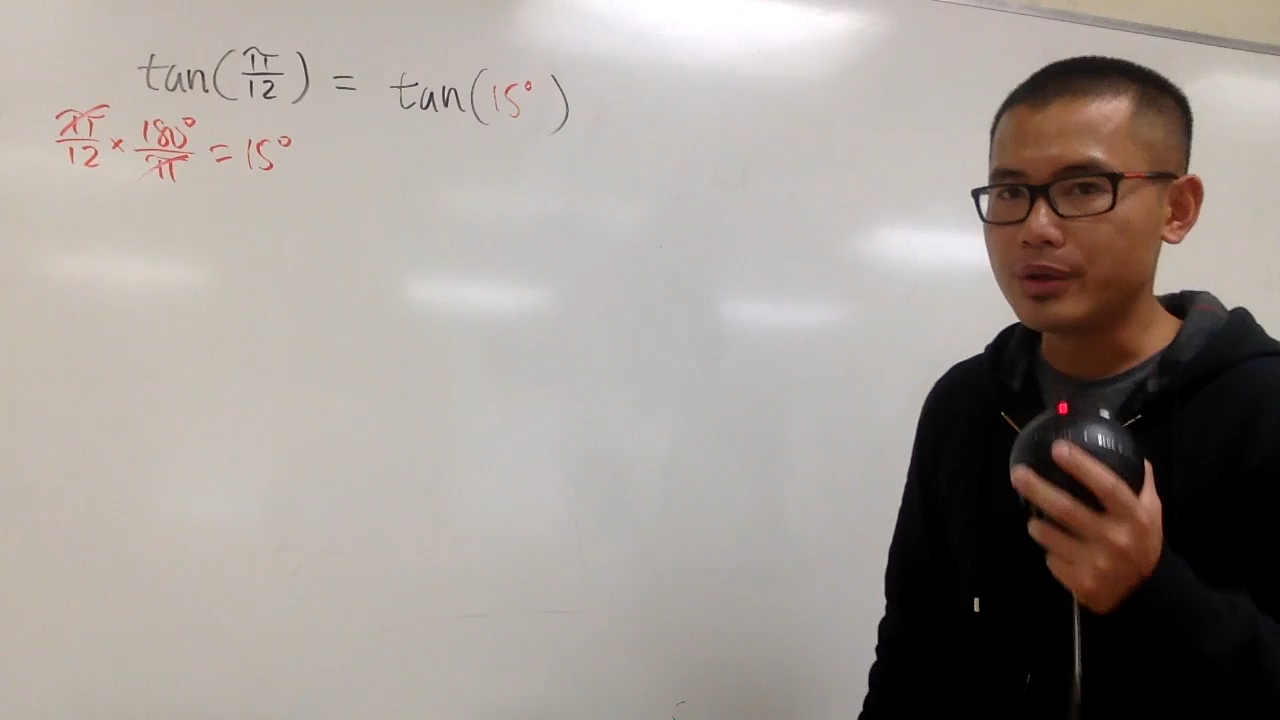 tan(π/12) = tan(15°)
π/12 × 180°/π = 15°